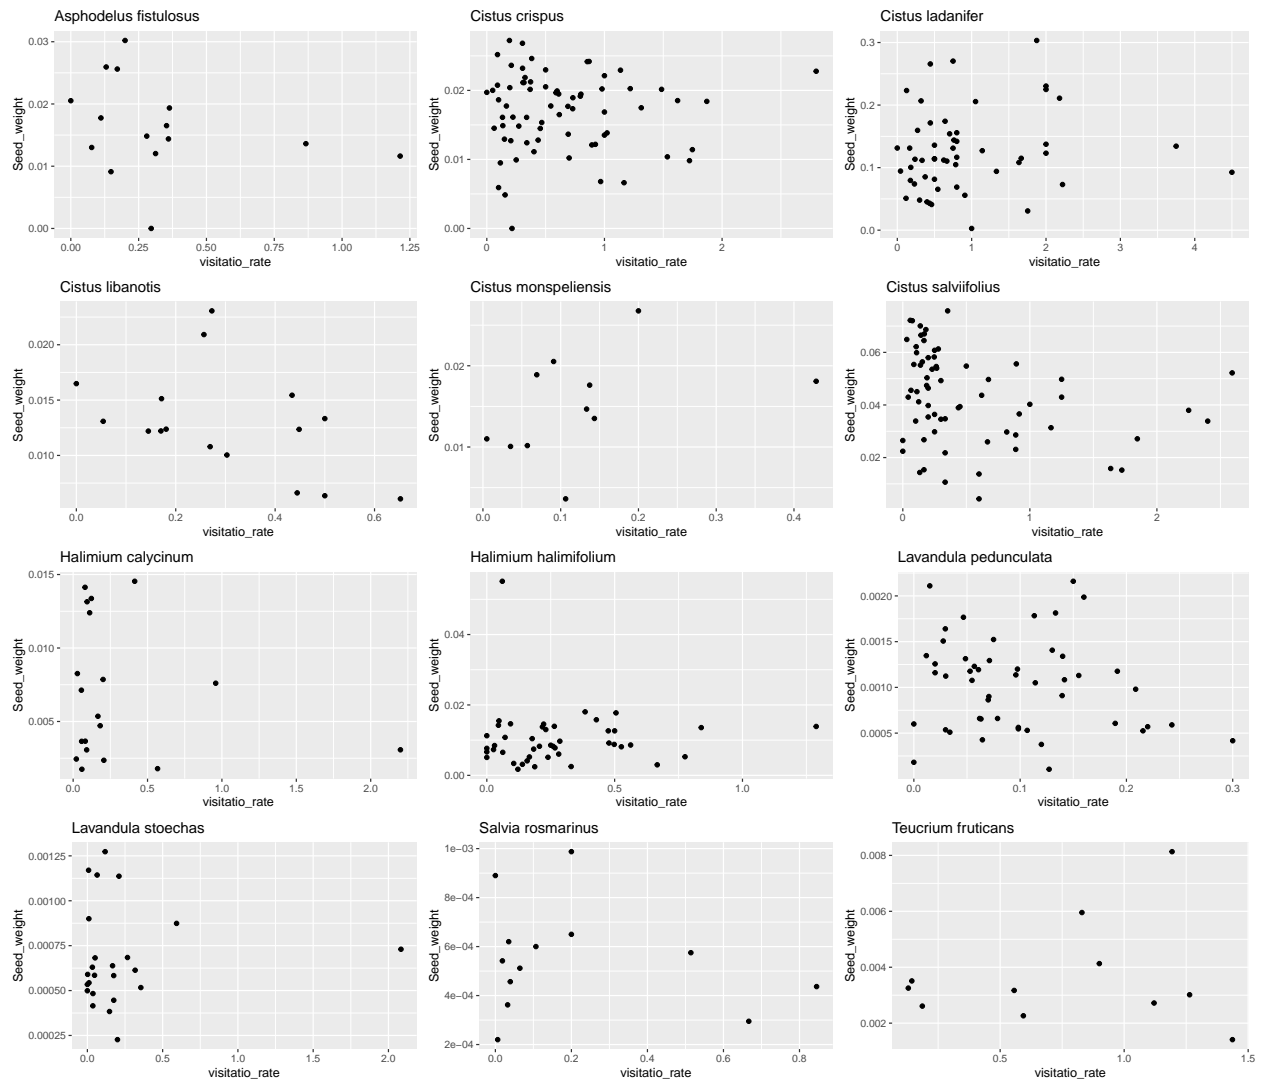 Asphodelus fistulosus
0.03
0.02
0.01
0.00
Seed_weight
0.00 0.25 0.50 0.75 1.00 1.25
visitatio_rate
Cistus crispus
0.02
0.01
0.00
Seed_weight
0 1 2
visitatio_rate
Cistus ladanifer
0.3
0.2
0.1
0.0
Seed_weight
0 1 2 3 4
visitatio_rate
Cistus libanotis
0.020
0.015
0.010
Seed_weight
0.0 0.2 0.4 0.6
visitatio_rate
Cistus monspeliensis
0.02
0.01
Seed_weight
0.0 0.1 0.2 0.3 0.4
visitatio_rate
Cistus salviifolius
0.06
0.04
0.02
Seed_weight
0 1 2
visitatio_rate
Halimium calycinum
0.015
0.010
0.005
Seed_weight
0.0 0.5 1.0 1.5 2.0
visitatio_rate
Halimium halimifolium
0.04
0.02
0.00
Seed_weight
0.0 0.5 1.0
visitatio_rate
Lavandula pedunculata
0.0020
0.0015
0.0010
0.0005
Seed_weight
0.0 0.1 0.2 0.3
visitatio_rate
Lavandula stoechas
0.00125
0.00100
0.00075
0.00050
0.00025
Seed_weight
0.0 0.5 1.0 1.5 2.0
visitatio_rate
Salvia rosmarinus
1e−03
8e−04
6e−04
4e−04
2e−04
Seed_weight
0.0 0.2 0.4 0.6 0.8
visitatio_rate
Teucrium fruticans
0.008
0.006
0.004
0.002
Seed_weight
0.5 1.0 1.5
visitatio_rate